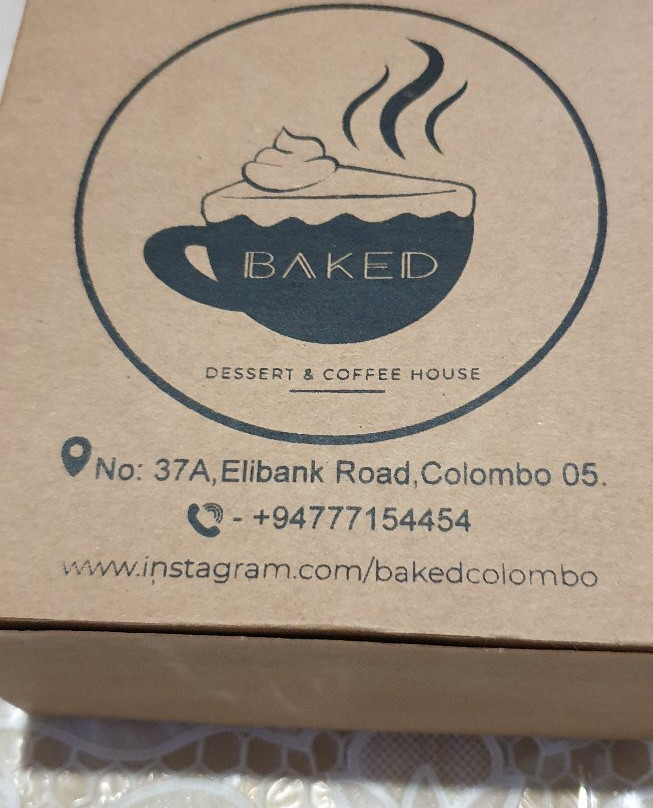 BAKED
DESSERT & COFFEE HOUSE
No: 37A,Elibank Road,Colombo 05.
- +94777154454
www.instagram.com/bakedcolombo